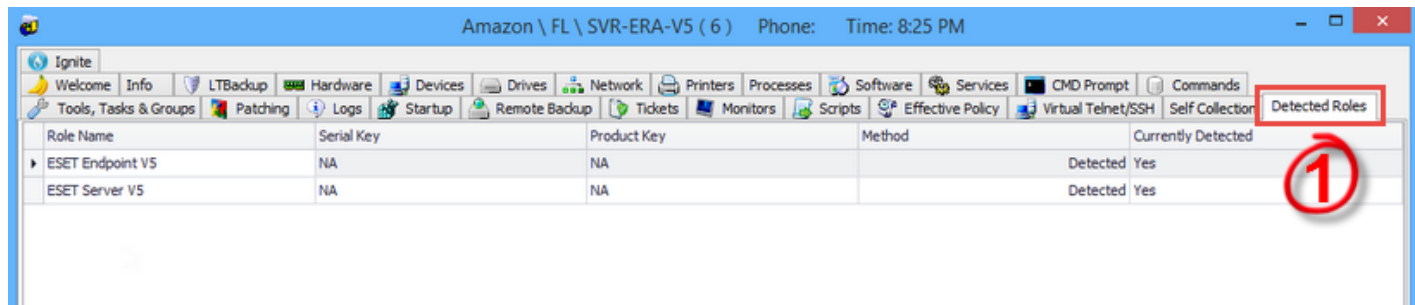 Amazon \ FL \ SVR-ERA-V5 ( 6 ) Phone: Time: 8:25 PM
Ignite
Welcome Info LTBackup Hardware Devices Drives Network Printers Processes Software Services CMD Prompt Commands
Tools, Tasks & Groups Patching Logs Startup Remote Backup Tickets Monitors Scripts Effective Policy Virtual Telnet/SSH Self Collection Detected Roles
Role Name Serial Key Product Key Method Currently Detected
ESET Endpoint V5 NA NA Detected Yes
ESET Server V5 NA NA Detected Yes
1